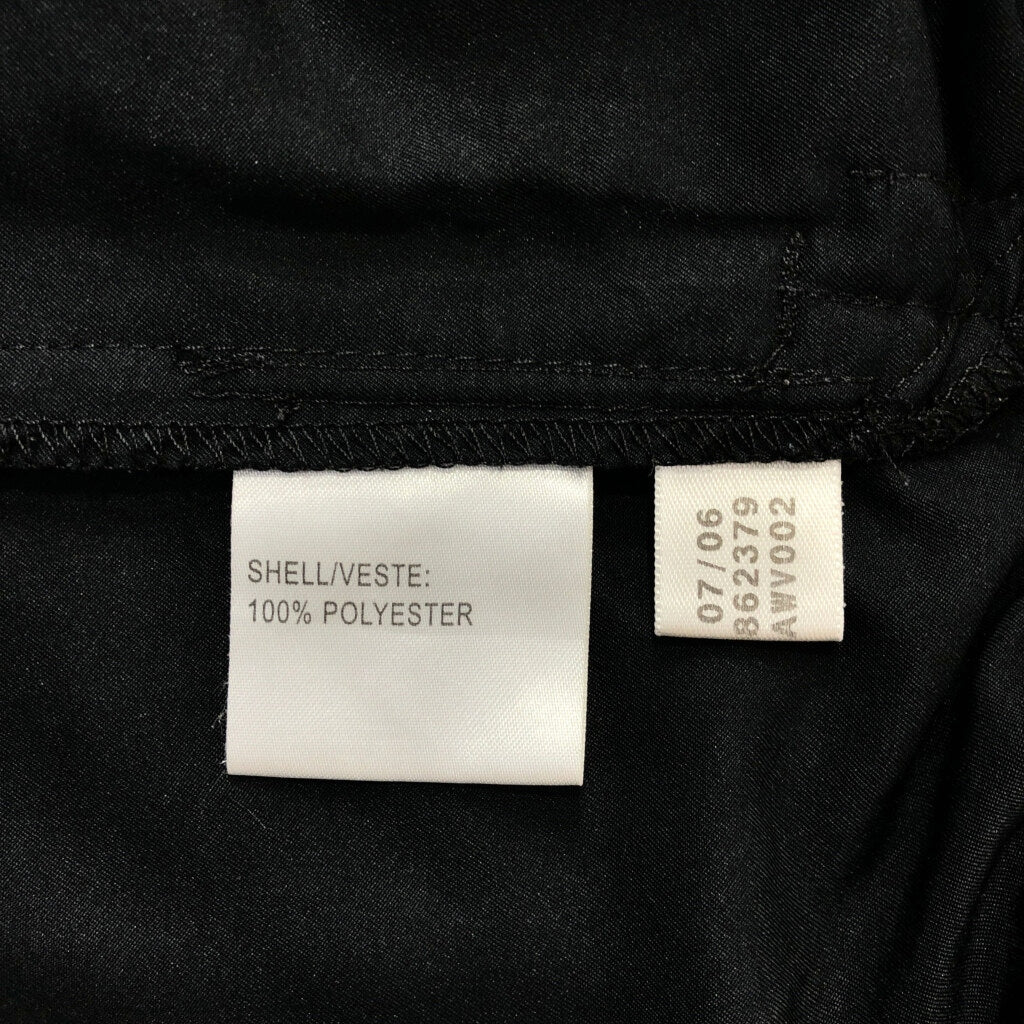 SHELL/VESTE:
100% POLYESTER
07/06
862379
AWV002